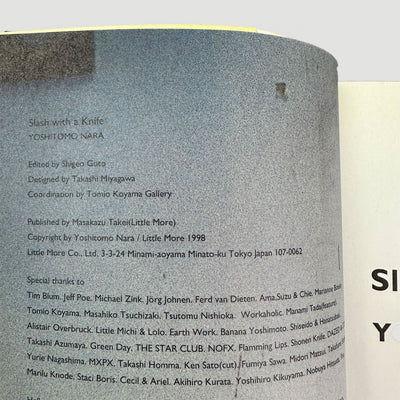 Slash with a Knife
YOSHITOMO NARA
Edited by Shigeo Goto
Designed by Takashi Miyagawa
Coordination by Tomio Koyama Gallery
Published by Masakazu Takei(Little More)
Copyright by Yoshitomo Nara / Little More 1998
Little More Co., Ltd. 3-3-24 Minami-aoyama Minato-ku Tokyo Japan 107-0062
Special thanks to
Tim Blum. Jeff Poe. Michael Zink. Jörg Johnen. Ferd van Dieten. Ama.Suzu & Chie. Marianne
Tomio Koyama. Masahiko Tsuchizaki. Tsutomu Nishioka. Workaholic. Manami
Alistair Overbruck. Little Michi & Lolo. Earth Work. Banana Yoshimoto. Shiseido &
Takashi Azumaya. Green Day. THE STAR CLUB. NOFX. Flamming Lips. Shonen Knife.
Yurie Nagashima. MXPX. Takashi Homma. Ken Sato(cut). Fumiya Sawa. Midori Matsui.
Manlu Knode. Staci Boris. Cecil & Ariel. Akihiro Kurata. Yoshihiro Kikuyama. Nobuya
SI
Y